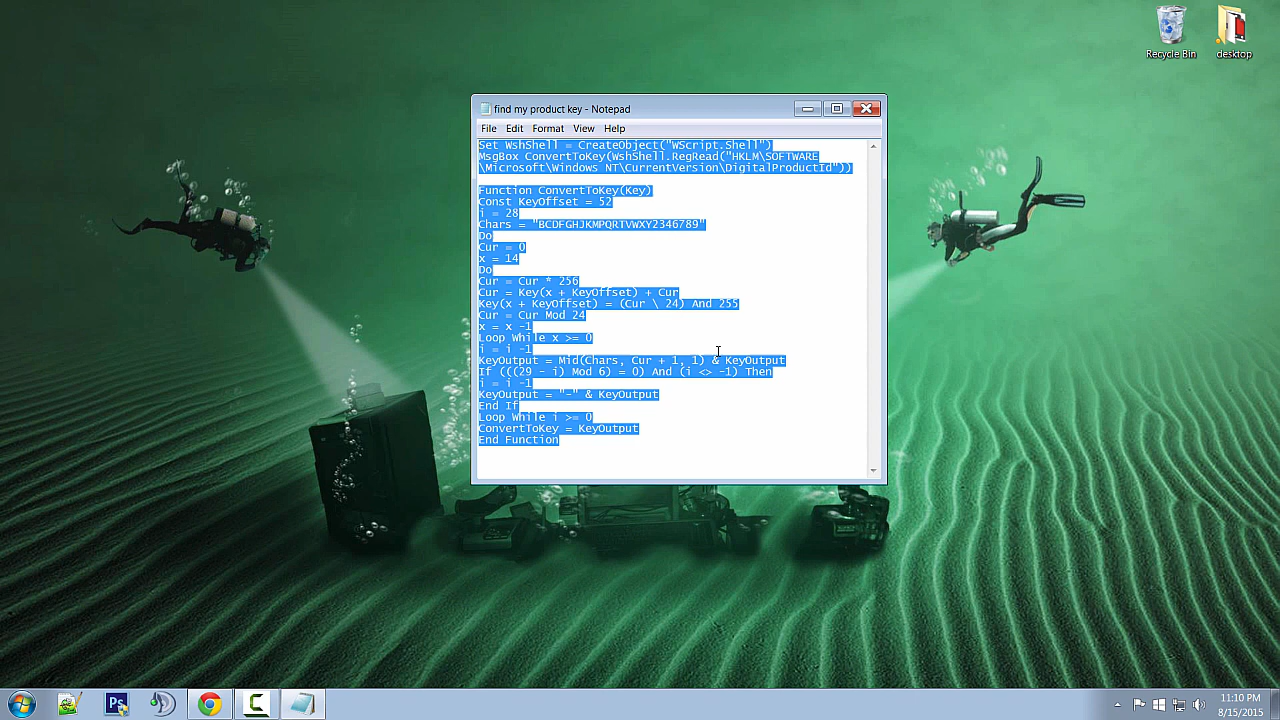 Recycle Bin
desktop
find my product key - Notepad
File Edit Format View Help
Set WshShell = CreateObject("WScript.Shell")
MsgBox ConvertToKey(WshShell.RegRead("HKLM\SOFTWARE
\Microsoft\Windows NT\CurrentVersion\DigitalProductId"))
Function ConvertToKey(Key)
Const KeyOffset = 52
i = 28
Chars = "BCDFGHJKMPQRTVWXY2346789"
Do
Cur = 0
x = 14
Do
Cur = Cur * 256
Cur = Key(x + KeyOffset) + Cur
Key(x + KeyOffset) = (Cur \ 24) And 255
Cur = Cur Mod 24
x = x -1
Loop While x >= 0
i = i -1
KeyOutput = Mid(Chars, Cur + 1, 1) & KeyOutput
If (((29 - i) Mod 6) = 0) And (i <> -1) Then
i = i -1
KeyOutput = "-" & KeyOutput
End If
Loop While i >= 0
ConvertToKey = KeyOutput
End Function
Ps
11:10 PM
8/15/2015